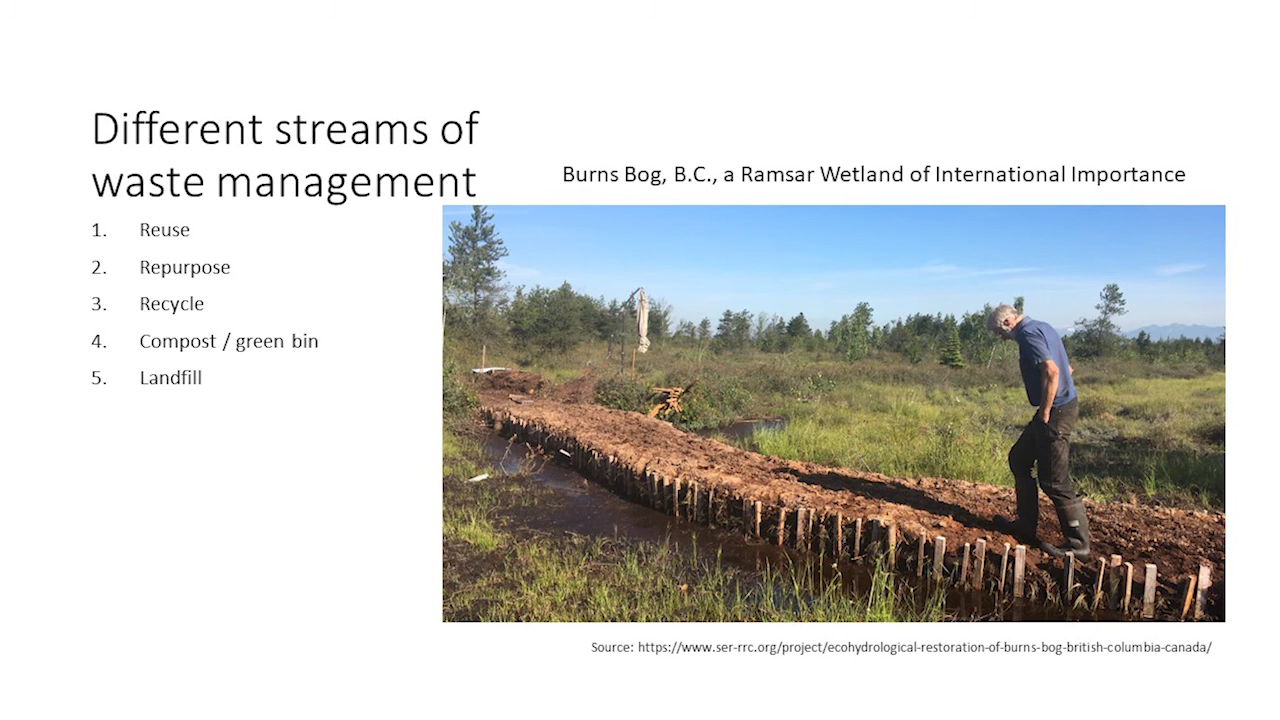 Different streams of
waste management
1. Reuse
2. Repurpose
3. Recycle
4. Compost / green bin
5. Landfill
Burns Bog, B.C., a Ramsar Wetland of International Importance
Source: https://www.ser-rrc.org/project/ecohydrological-restoration-of-burns-bog-british-columbia-canada/